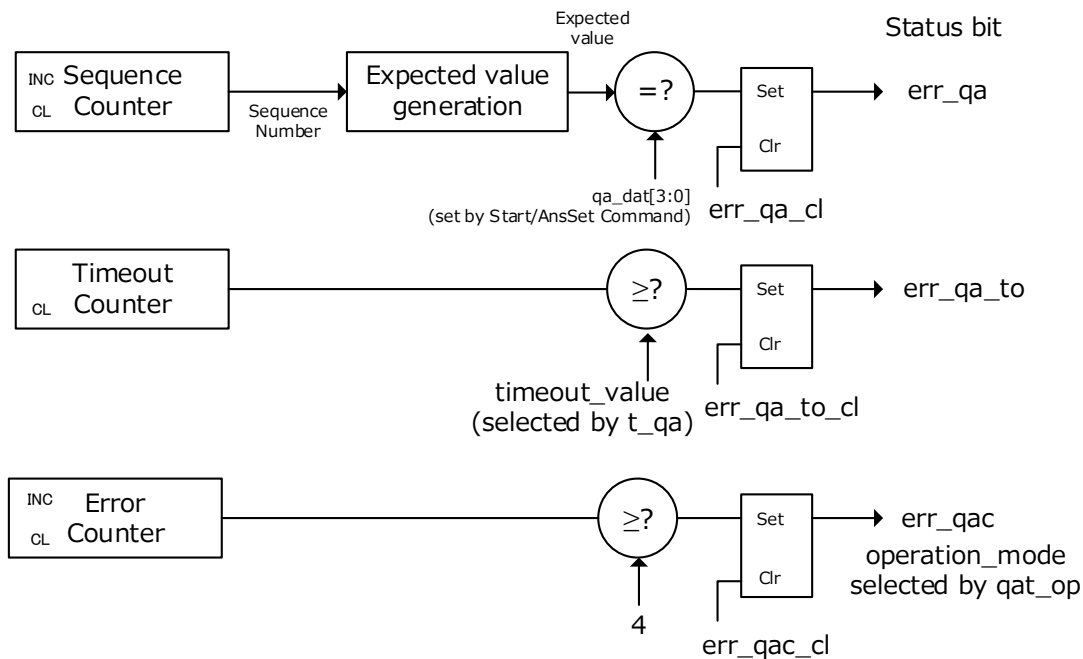 Expected
value
Status bit
INC Sequence
CL Counter
Sequence
Number
Expected value
generation
=?
Set
Clr
err_qa
qa_dat[3:0]
(set by Start/AnsSet Command)
err_qa_cl
Timeout
CL Counter
≥?
Set
Clr
err_qa_to
timeout_value
(selected by t_qa)
err_qa_to_cl
INC Error
CL Counter
≥?
Set
Clr
err_qac
operation_mode
selected by qat_op
4
err_qac_cl